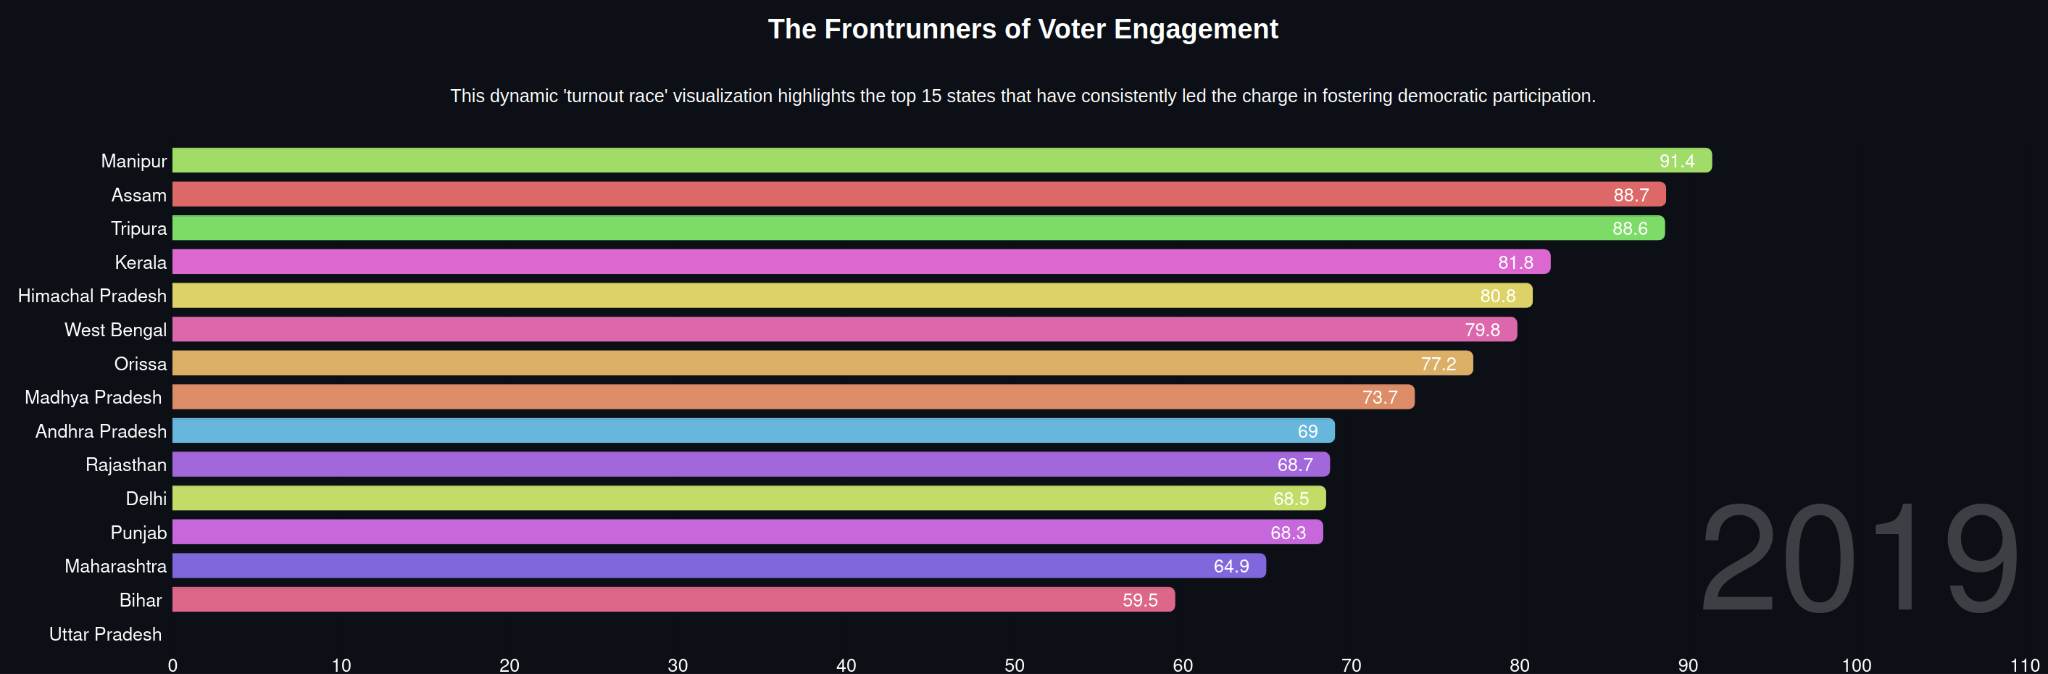 The Frontrunners of Voter Engagement
This dynamic 'turnout race' visualization highlights the top 15 states that have consistently led the charge in fostering democratic participation.
Manipur 91.4
Assam 88.7
Tripura 88.6
Kerala 81.8
Himachal Pradesh 80.8
West Bengal 79.8
Orissa 77.2
Madhya Pradesh 73.7
Andhra Pradesh 69
Rajasthan 68.7
Delhi 68.5
Punjab 68.3
Maharashtra 64.9
Bihar 59.5
2019
Uttar Pradesh
0 10 20 30 40 50 60 70 80 90 100 110